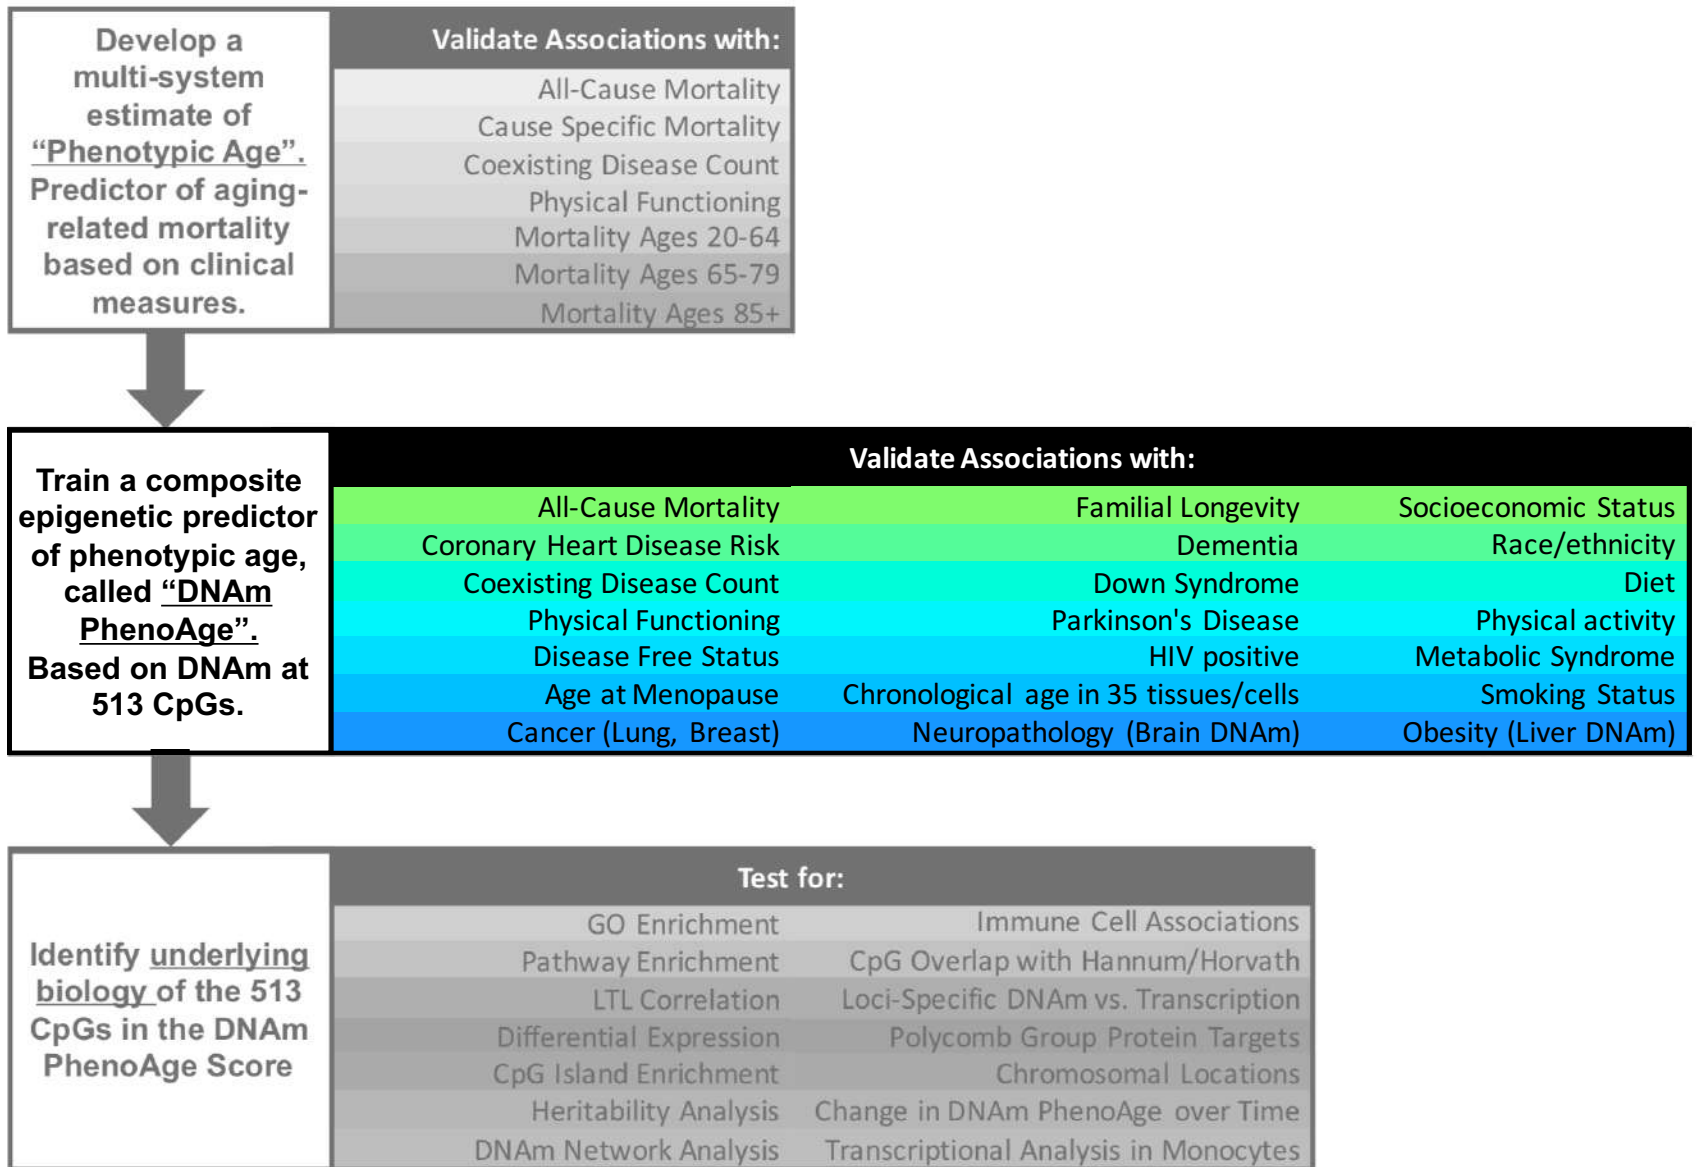 Develop a
multi-system
estimate of
“Phenotypic Age”.
Predictor of aging-
related mortality
based on clinical
measures.
Validate Associations with:
All-Cause Mortality
Cause Specific Mortality
Coexisting Disease Count
Physical Functioning
Mortality Ages 20-64
Mortality Ages 65-79
Mortality Ages 85+
Train a composite
epigenetic predictor
of phenotypic age,
called “DNAm
PhenoAge”.
Based on DNAm at
513 CpGs.
Validate Associations with:
All-Cause Mortality
Coronary Heart Disease Risk
Coexisting Disease Count
Physical Functioning
Disease Free Status
Age at Menopause
Cancer (Lung, Breast)
Familial Longevity
Dementia
Down Syndrome
Parkinson's Disease
HIV positive
Chronological age in 35 tissues/cells
Neuropathology (Brain DNAm)
Socioeconomic Status
Race/ethnicity
Diet
Physical activity
Metabolic Syndrome
Smoking Status
Obesity (Liver DNAm)
Identify underlying
biology of the 513
CpGs in the DNAm
PhenoAge Score
Test for:
GO Enrichment
Pathway Enrichment
LTL Correlation
Differential Expression
CpG Island Enrichment
Heritability Analysis
DNAm Network Analysis
Immune Cell Associations
CpG Overlap with Hannum/Horvath
Loci-Specific DNAm vs. Transcription
Polycomb Group Protein Targets
Chromosomal Locations
Change in DNAm PhenoAge over Time
Transcriptional Analysis in Monocytes